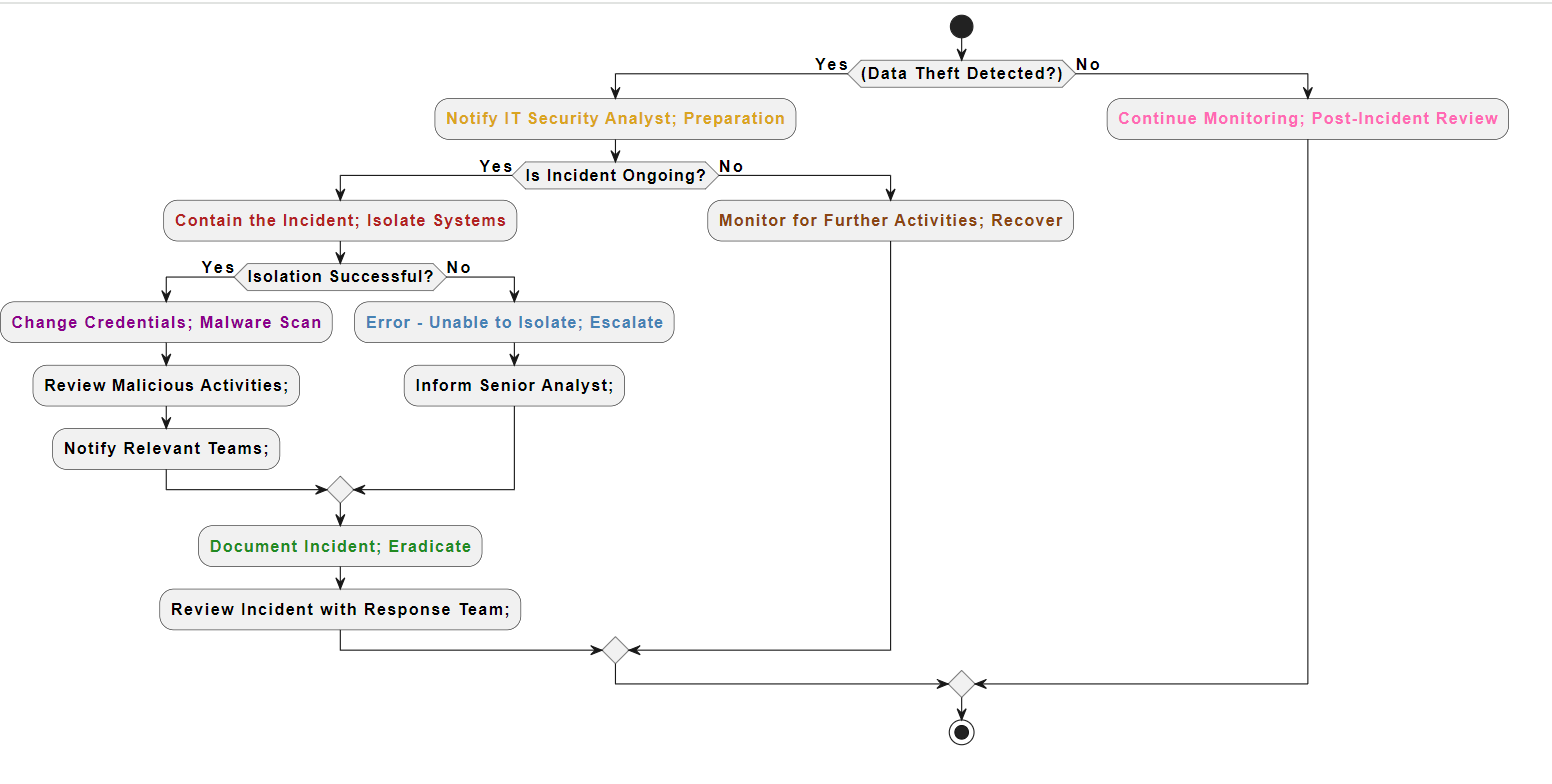 Yes
(Data Theft Detected?)
No
Notify IT Security Analyst; Preparation
Continue Monitoring; Post-Incident Review
Yes
Is Incident Ongoing?
No
Contain the Incident; Isolate Systems
Monitor for Further Activities; Recover
Yes
Isolation Successful?
No
Change Credentials; Malware Scan
Error - Unable to Isolate; Escalate
Review Malicious Activities;
Inform Senior Analyst;
Notify Relevant Teams;
Document Incident; Eradicate
Review Incident with Response Team;